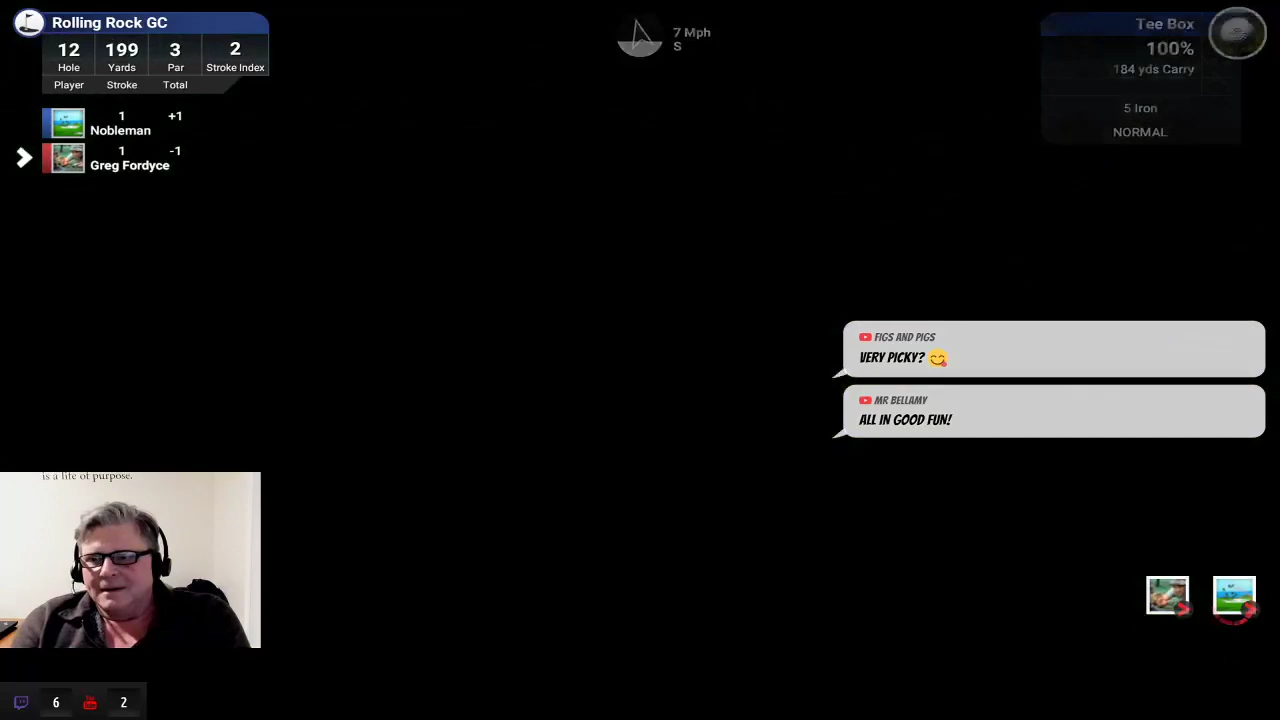 Rolling Rock GC
12 199 3 2
Hole Yards Par Stroke Index
Player Stroke Total
1 +1
Nobleman
1 -1
Greg Fordyce
7 Mph
S
Tee Box
100%
184 yds Carry
5 Iron
NORMAL
FIGS AND PIGS
VERY PICKY?
MR BELLAMY
ALL IN GOOD FUN!
is a life of purpose.
6 2